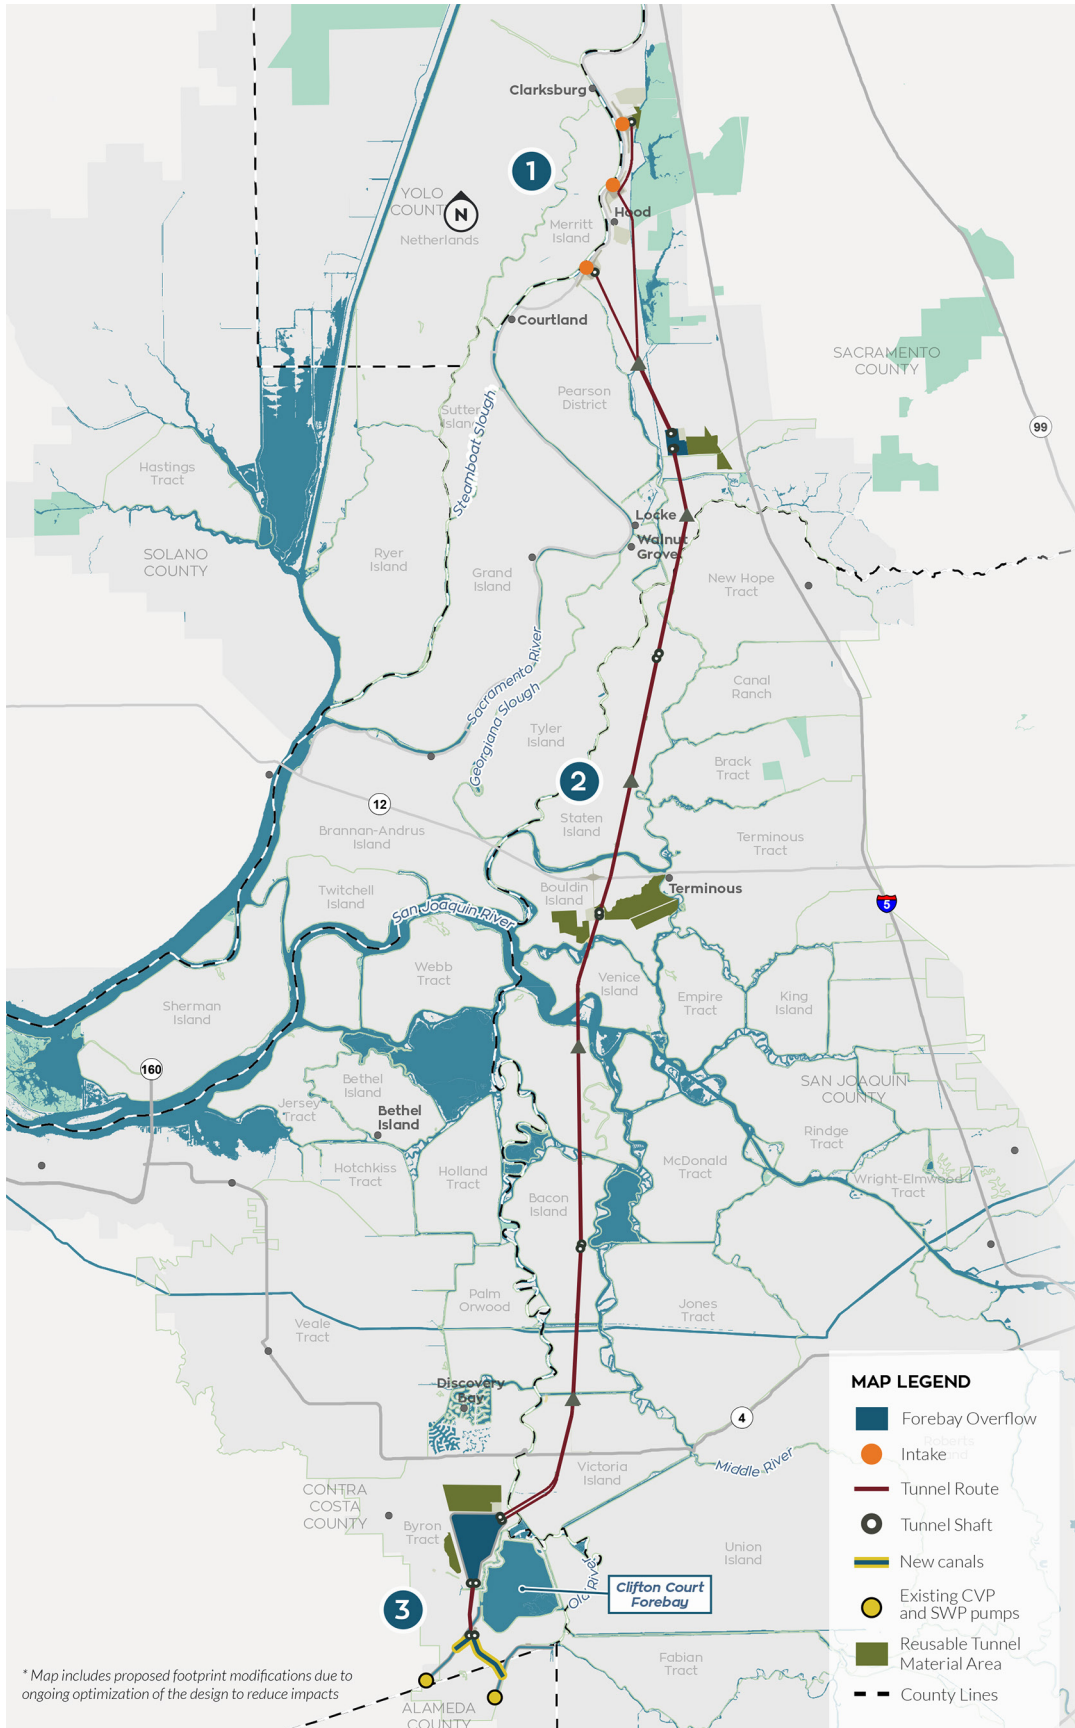 Clarksburg
1
YOLO
COUNT
N
Netherlands
Hood
Merritt
Island
Courtland
SACRAMENTO
COUNTY
Pearson
District
Sutter
Island
Steamboat Slough
99
Hastings
Tract
Locke
Walnut
Grove
SOLANO
COUNTY
Ryer
Island
Grand
Island
New Hope
Tract
Sacramento River
Georgiana Slough
Canal
Ranch
Tyler
Island
Brack
Tract
2
12
Staten
Island
Brannan-Andrus
Island
Terminous
Tract
Twitchell
Island
Bouldin
Island
Terminous
5
San Joaquin River
Webb
Tract
Venice
Island
Empire
Tract
King
Island
Sherman
Island
160
Bethel
Island
SAN JOAQUIN
COUNTY
Jersey
Tract
Bethel
Island
Rindge
Tract
Hotchkiss
Tract
Holland
Tract
McDonald
Tract
Wright-Elmwood
Tract
Bacon
Island
Palm
Orwood
Jones
Tract
Veale
Tract
Discovery
Bay
4
Middle River
Victoria
Island
CONTRA
COSTA
COUNTY
Byron
Tract
Union
Island
Old River
Clifton Court
Forebay
3
Fabian
Tract
ALAMEDA
COUNTY
* Map includes proposed footprint modifications due to
ongoing optimization of the design to reduce impacts
MAP LEGEND
Forebay Overflow
Roberts
Intake
Tunnel Route
Tunnel Shaft
New canals
Existing CVP
and SWP pumps
Reusable Tunnel
Material Area
County Lines